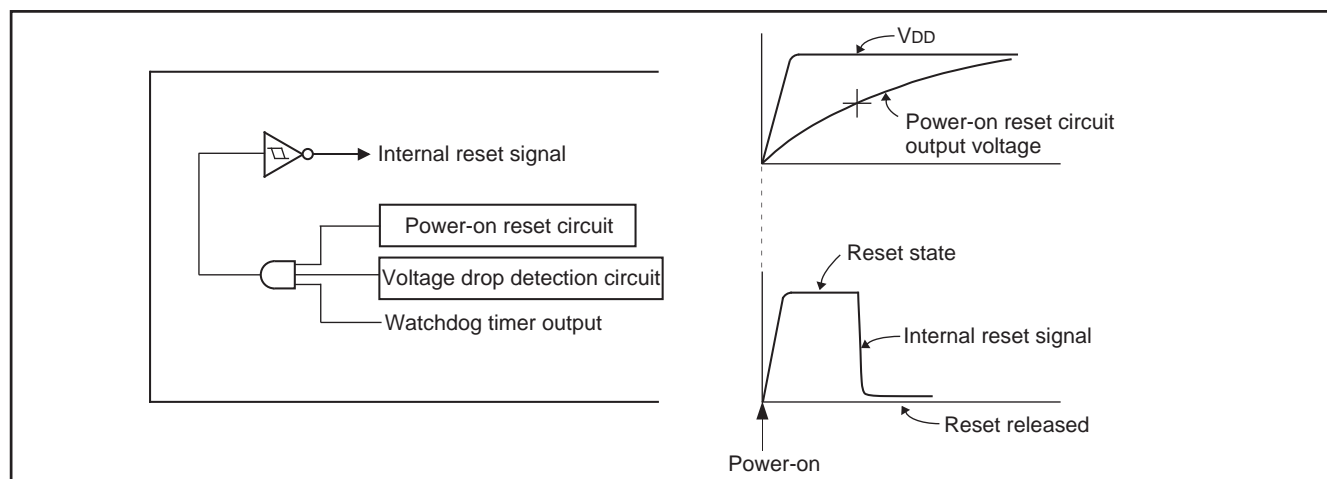 Internal reset signal
Power-on reset circuit
Voltage drop detection circuit
Watchdog timer output
VDD
Power-on reset circuit
output voltage
Reset state
Internal reset signal
Reset released
Power-on